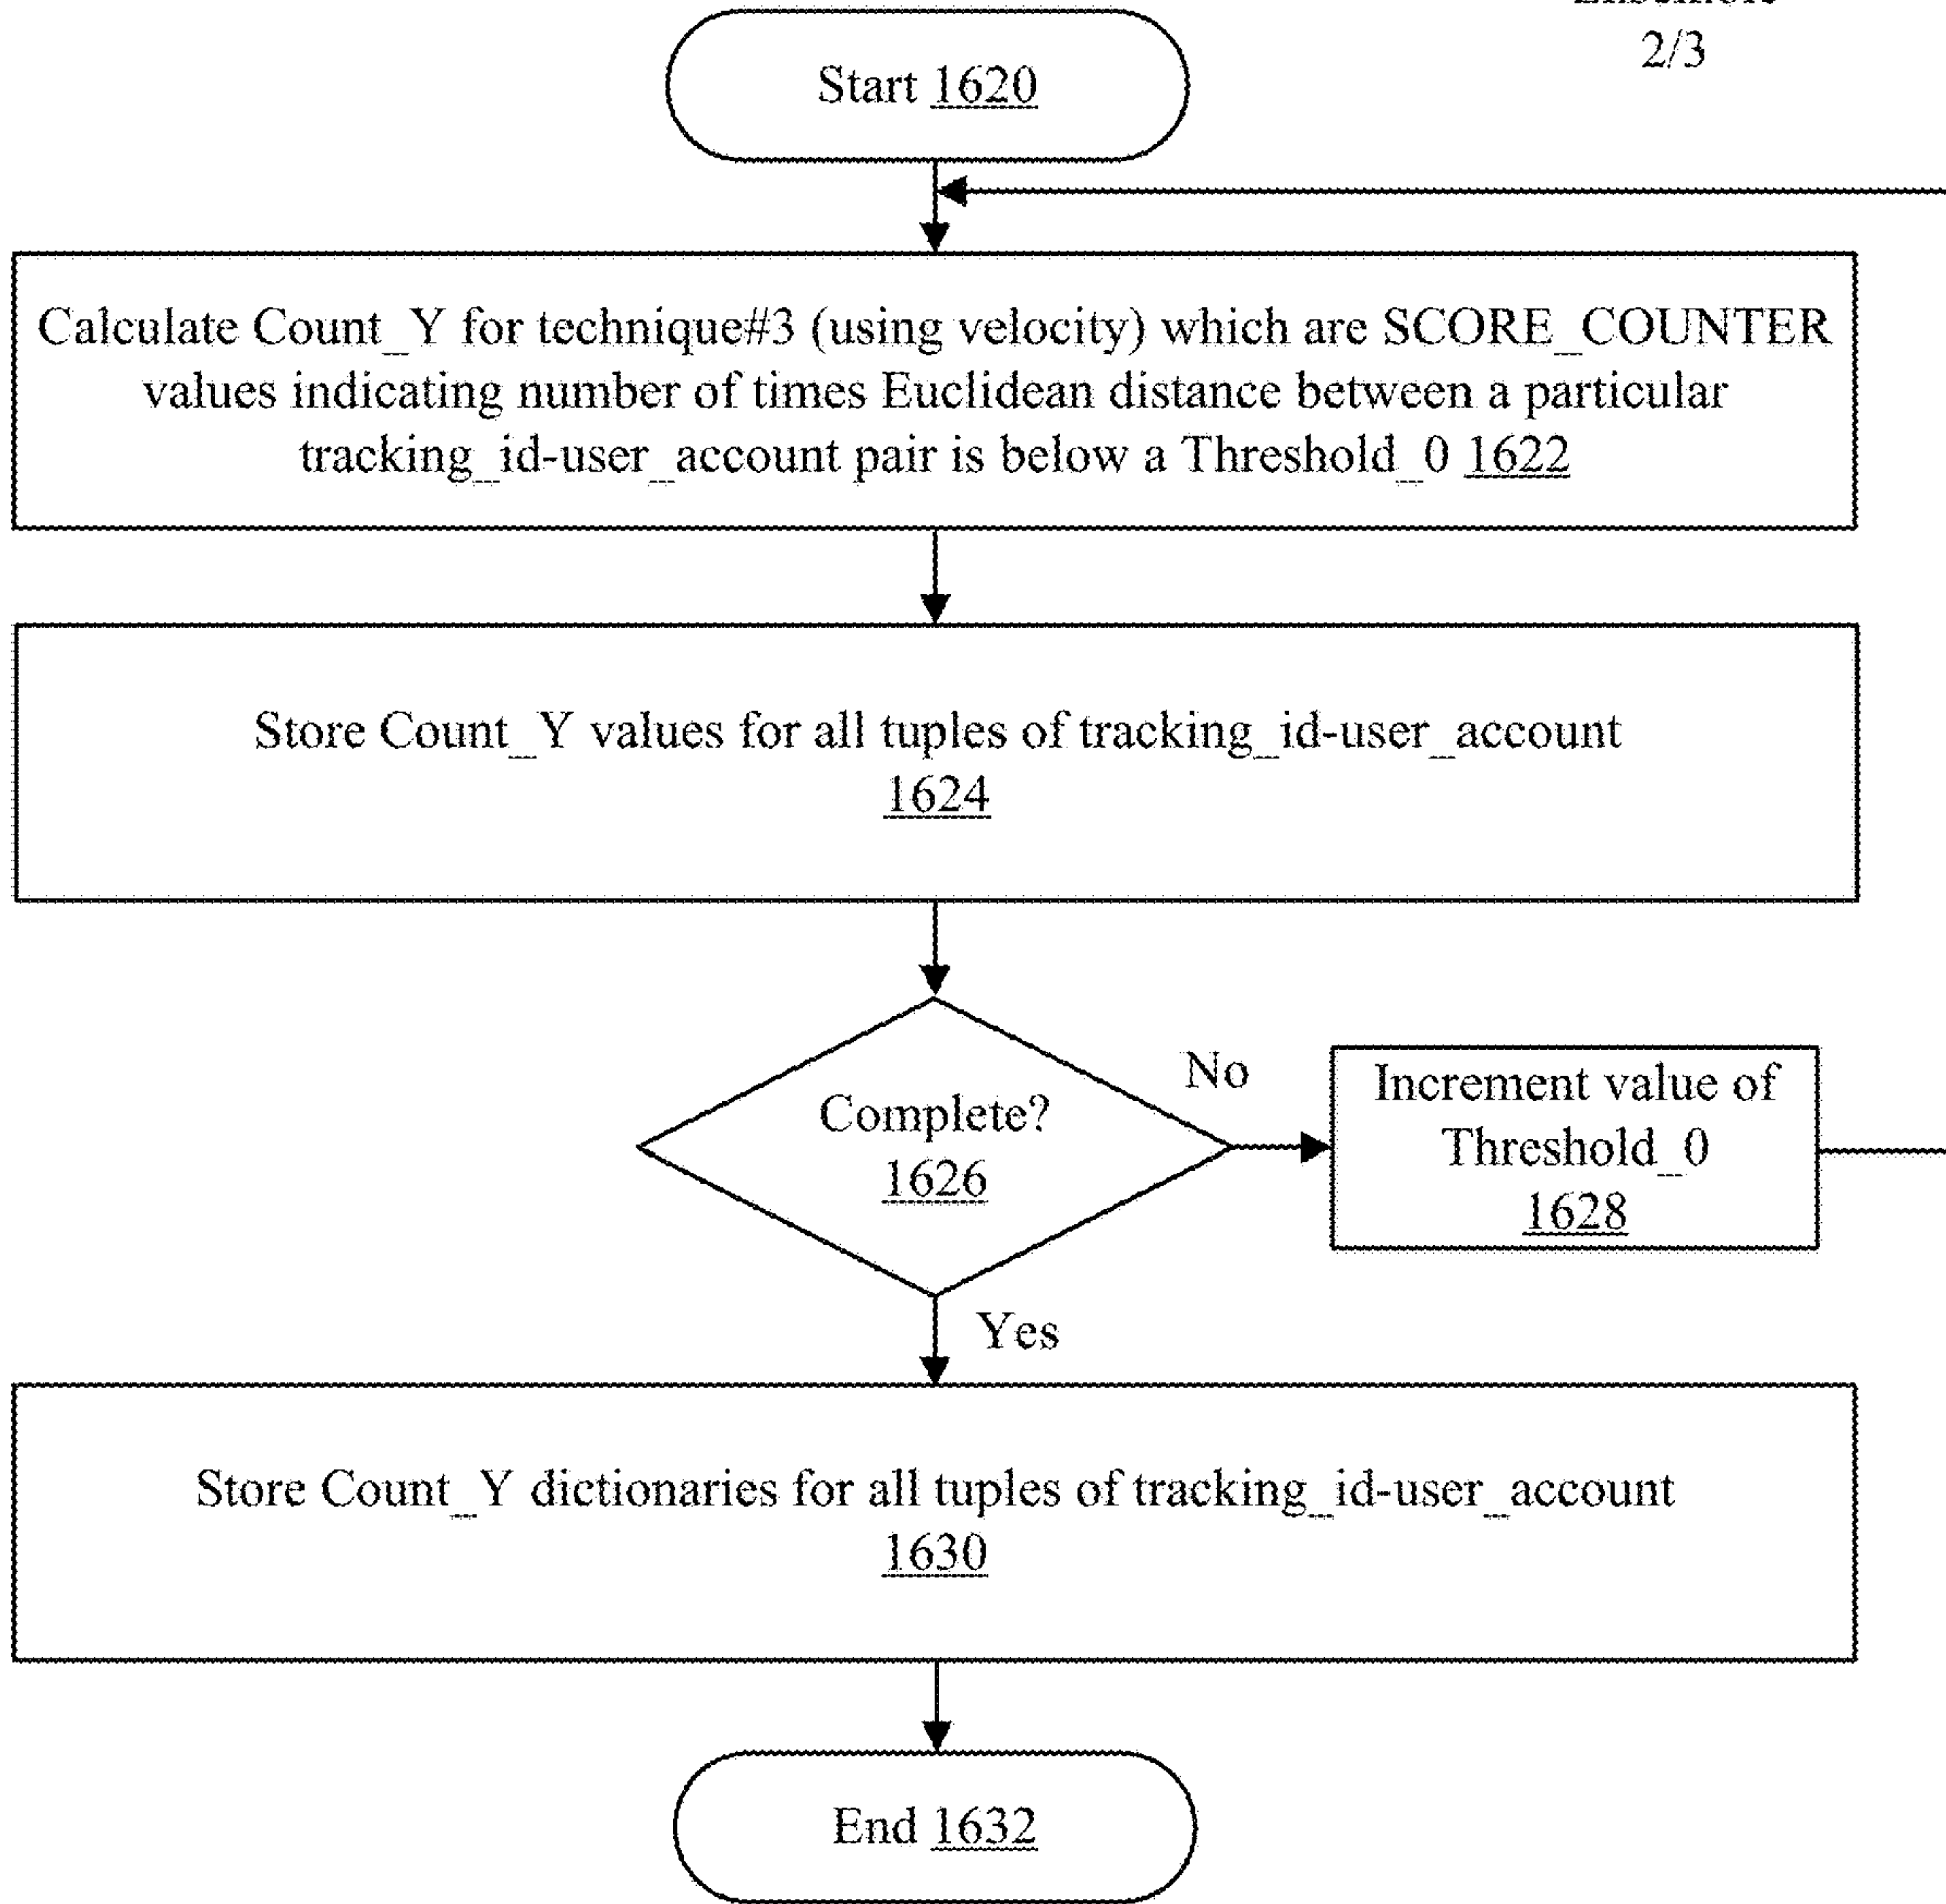 2/3
Start 1620
Calculate Count_Y for technique#3 (using velocity) which are SCORE_COUNTER
values indicating number of times Euclidean distance between a particular
tracking_id-user_account pair is below a Threshold_0 1622
Store Count_Y values for all tuples of tracking_id-user_account
1624
Complete?
1626
No
Increment value of
Threshold_0
1628
Yes
Store Count_Y dictionaries for all tuples of tracking_id-user_account
1630
End 1632